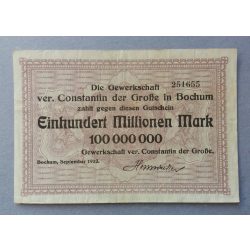 Die Gewerkschaft 251655
ver. Constantin der Große in Bochum
zahlt gegen diesen Gutschein
Einhundert Millionen Mark
100 000 000
Gewerkschaft ver. Constantin der Große.
Bochum, September 1923.